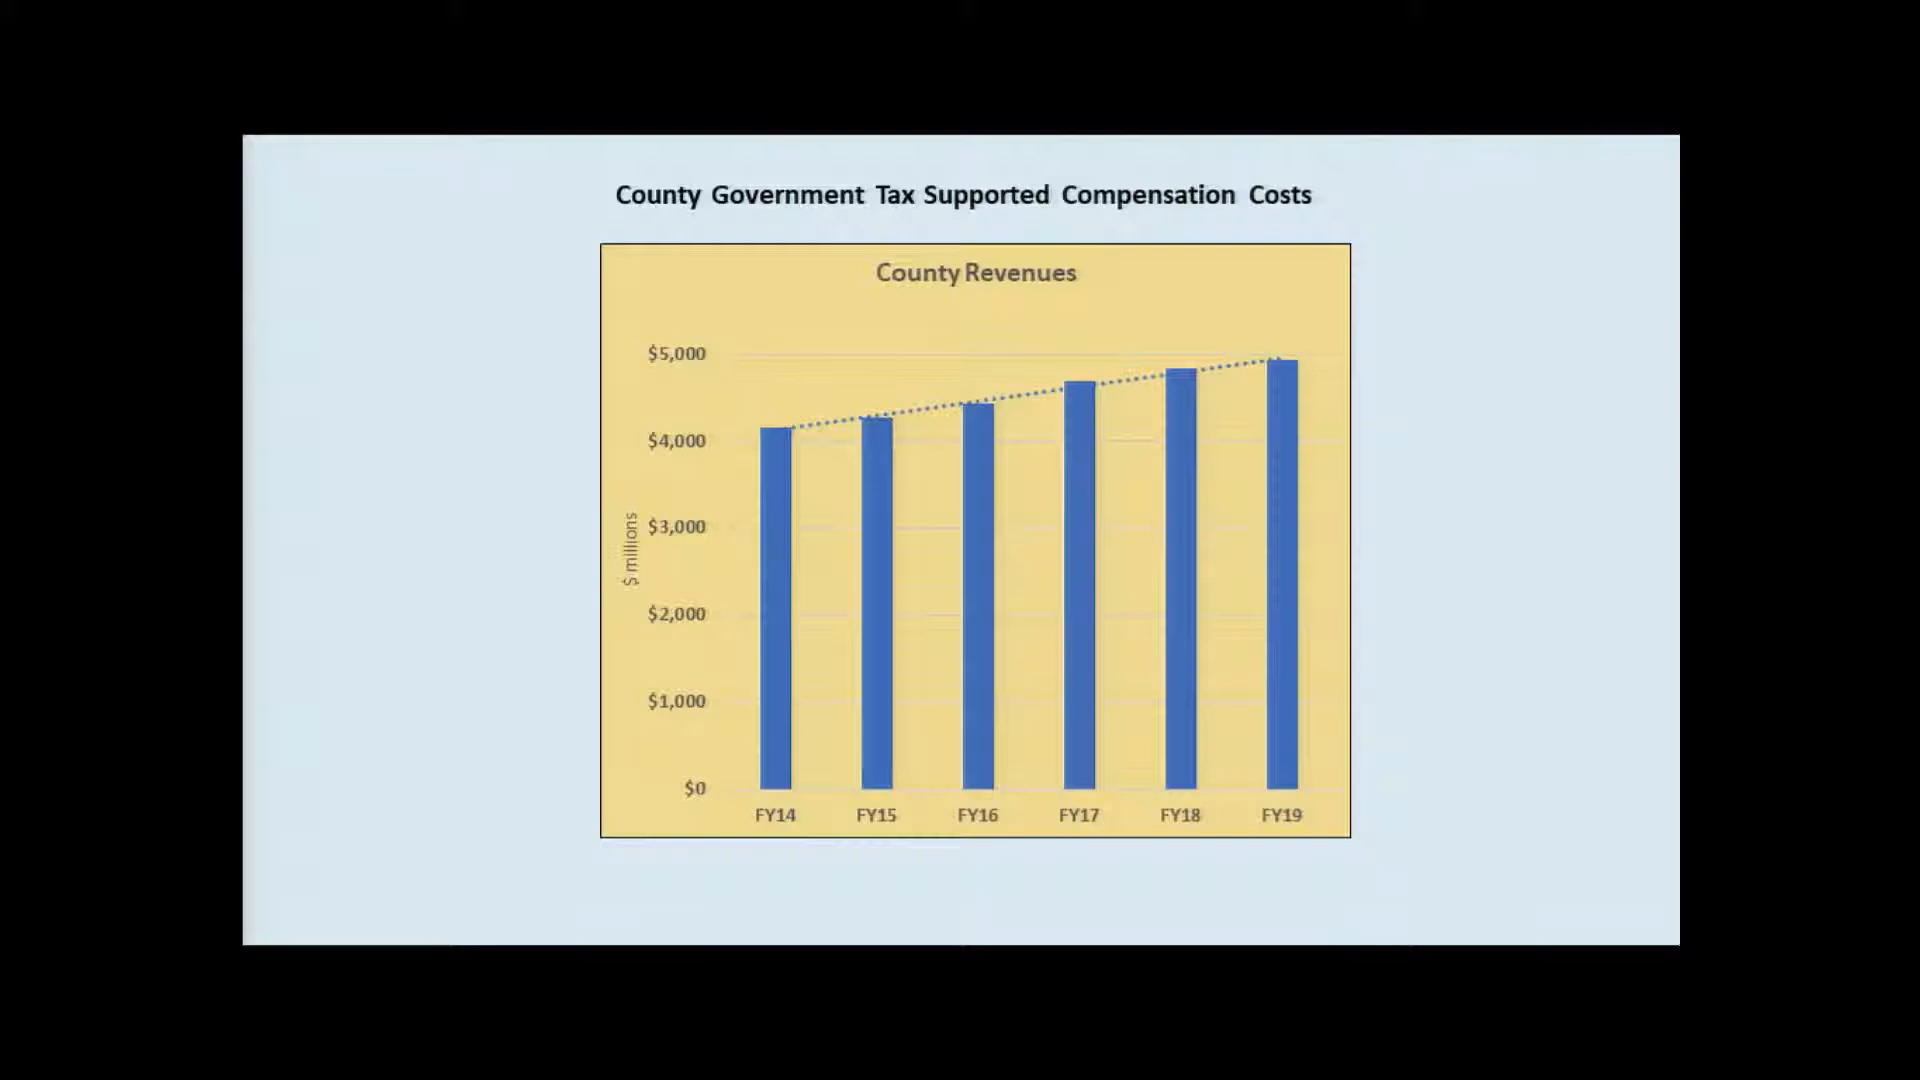 County Government Tax Supported Compensation Costs
County Revenues
$5,000
$4,000
$3,000
$2,000
$1,000
$0
$ millions
FY14 FY15 FY16 FY17 FY18 FY19